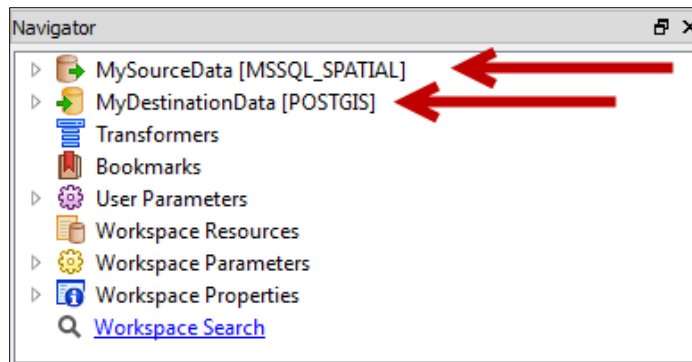 Navigator
MySourceData [MSSQL_SPATIAL]
MyDestinationData [POSTGIS]
Transformers
Bookmarks
User Parameters
Workspace Resources
Workspace Parameters
Workspace Properties
Workspace Search